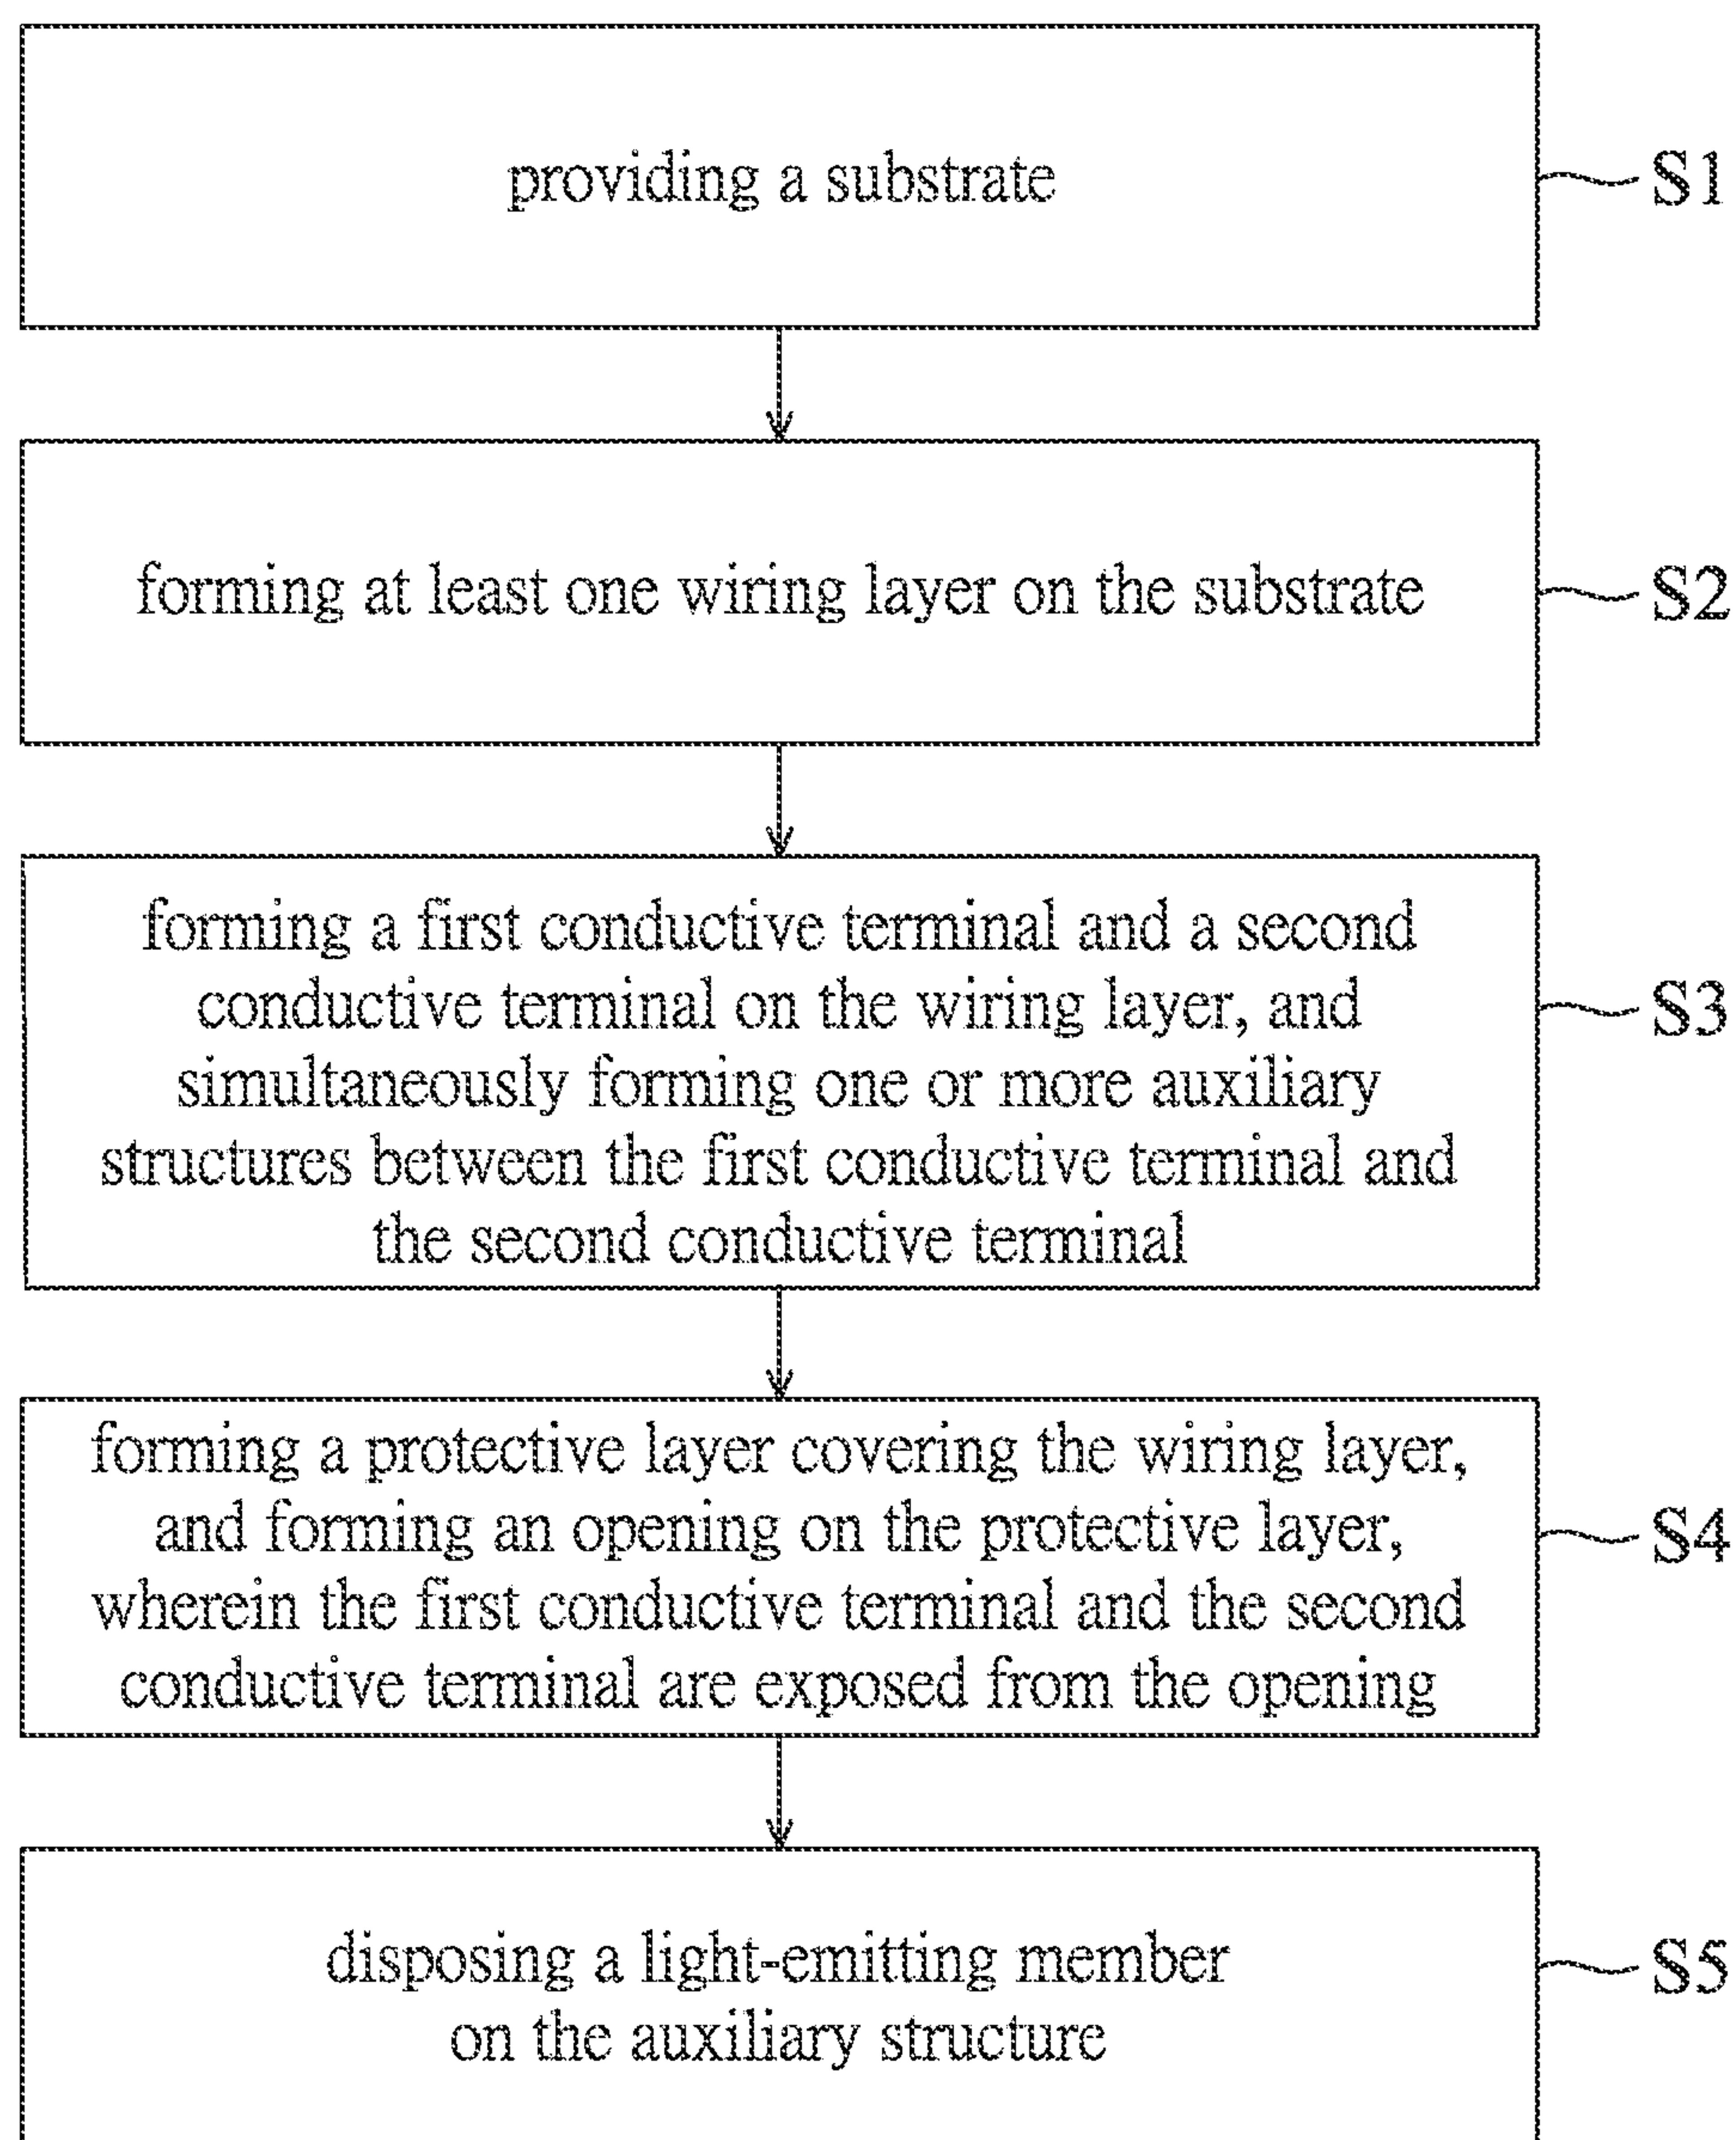 providing a substrate
S1
forming at least one wiring layer on the substrate
S2
forming a first conductive terminal and a second
conductive terminal on the wiring layer, and
simultaneously forming one or more auxiliary
structures between the first conductive terminal and
the second conductive terminal
S3
forming a protective layer covering the wiring layer,
and forming an opening on the protective layer,
wherein the first conductive terminal and the second
conductive terminal are exposed from the opening
S4
disposing a light-emitting member
on the auxiliary structure
S5